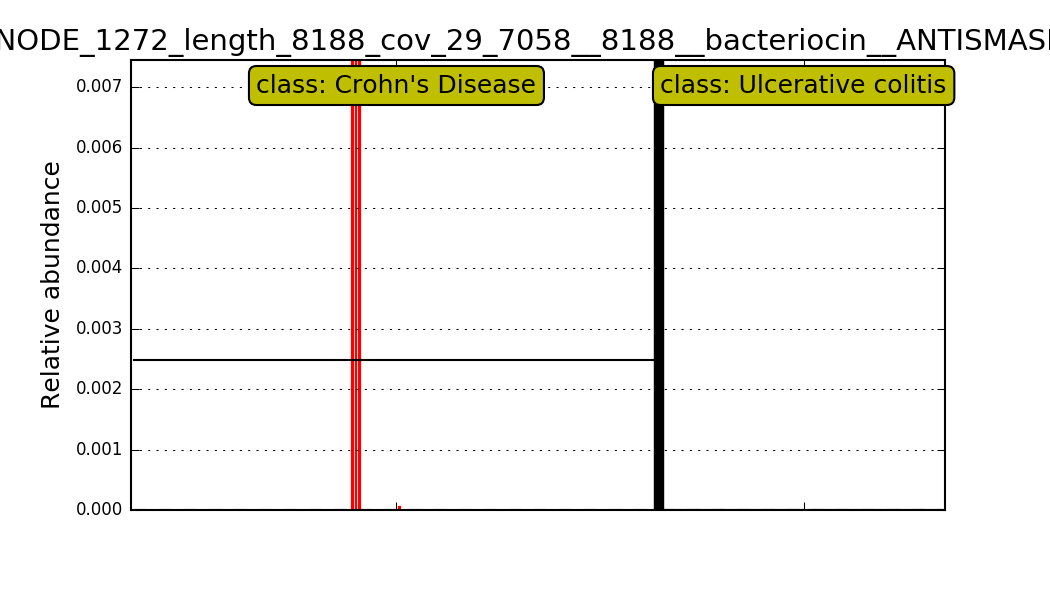 NODE_1272_length_8188_cov_29_7058__8188__bacteriocin__ANTISMAS
class: Crohn's Disease
class: Ulcerative colitis
Relative abundance
0.007
0.006
0.005
0.004
0.003
0.002
0.001
0.000